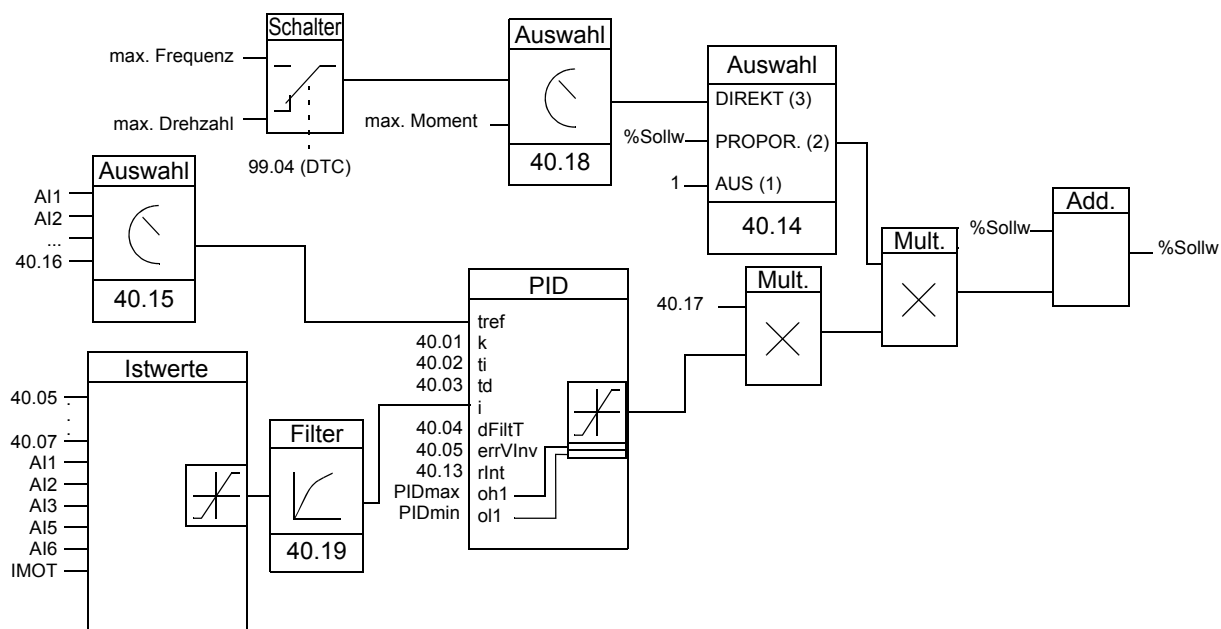 Schalter
max. Frequenz
max. Drehzahl
99.04 (DTC)
Auswahl
max. Moment
40.18
Auswahl
DIREKT (3)
%Sollw
PROPOR. (2)
1
AUS (1)
40.14
Auswahl
AI1
AI2
...
40.16
40.15
Add.
%Sollw
%Sollw
Mult.
Mult.
40.17
PID
tref
40.01
k
40.02
ti
40.03
td
i
40.04
dFiltT
40.05
errVInv
40.13
rInt
PIDmax
oh1
PIDmin
ol1
Istwerte
40.05
.
.
40.07
AI1
AI2
AI3
AI5
AI6
IMOT
Filter
40.19